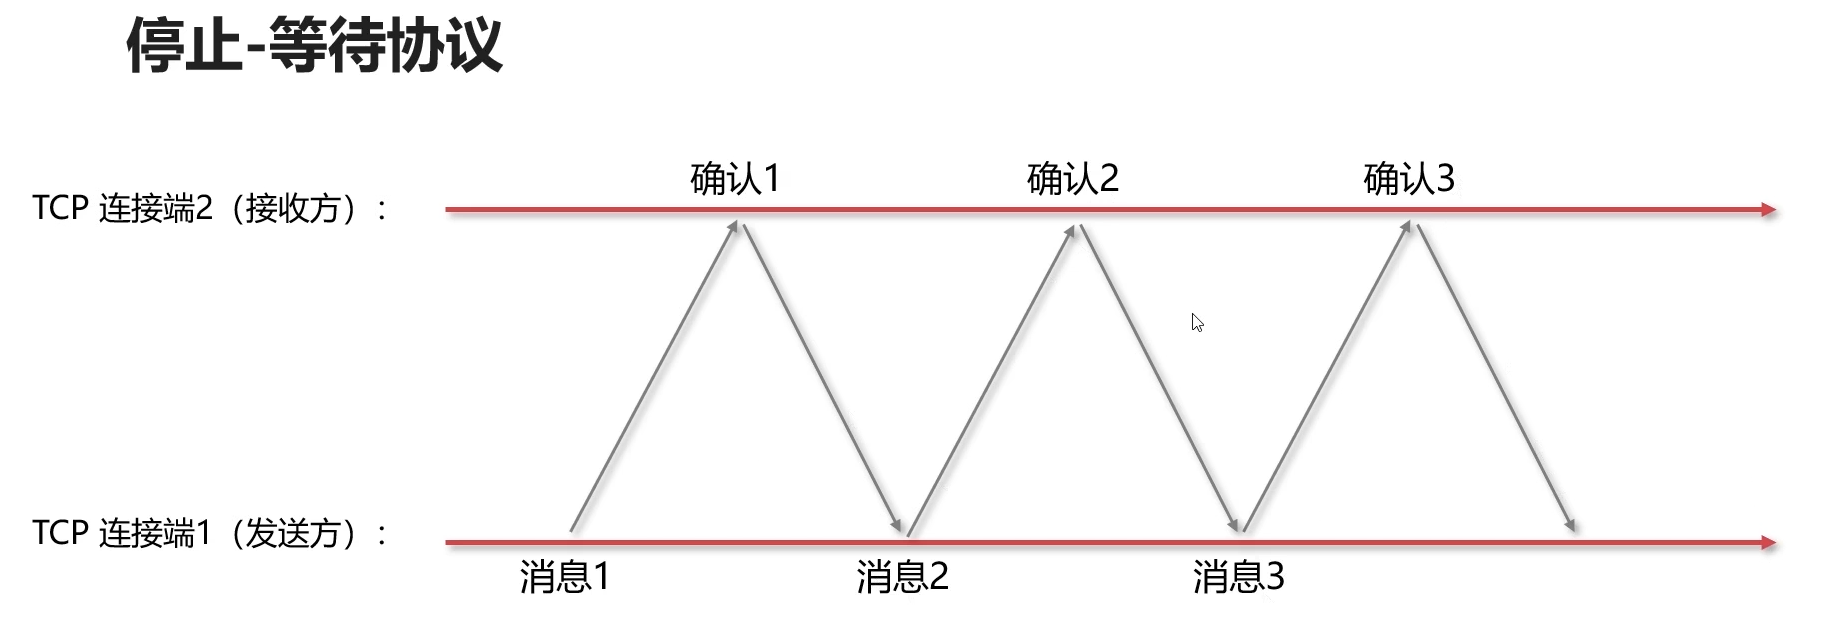 停止-等待协议
确认1 确认2 确认3
TCP 连接端2（接收方）:
TCP 连接端1（发送方）:
消息1 消息2 消息3